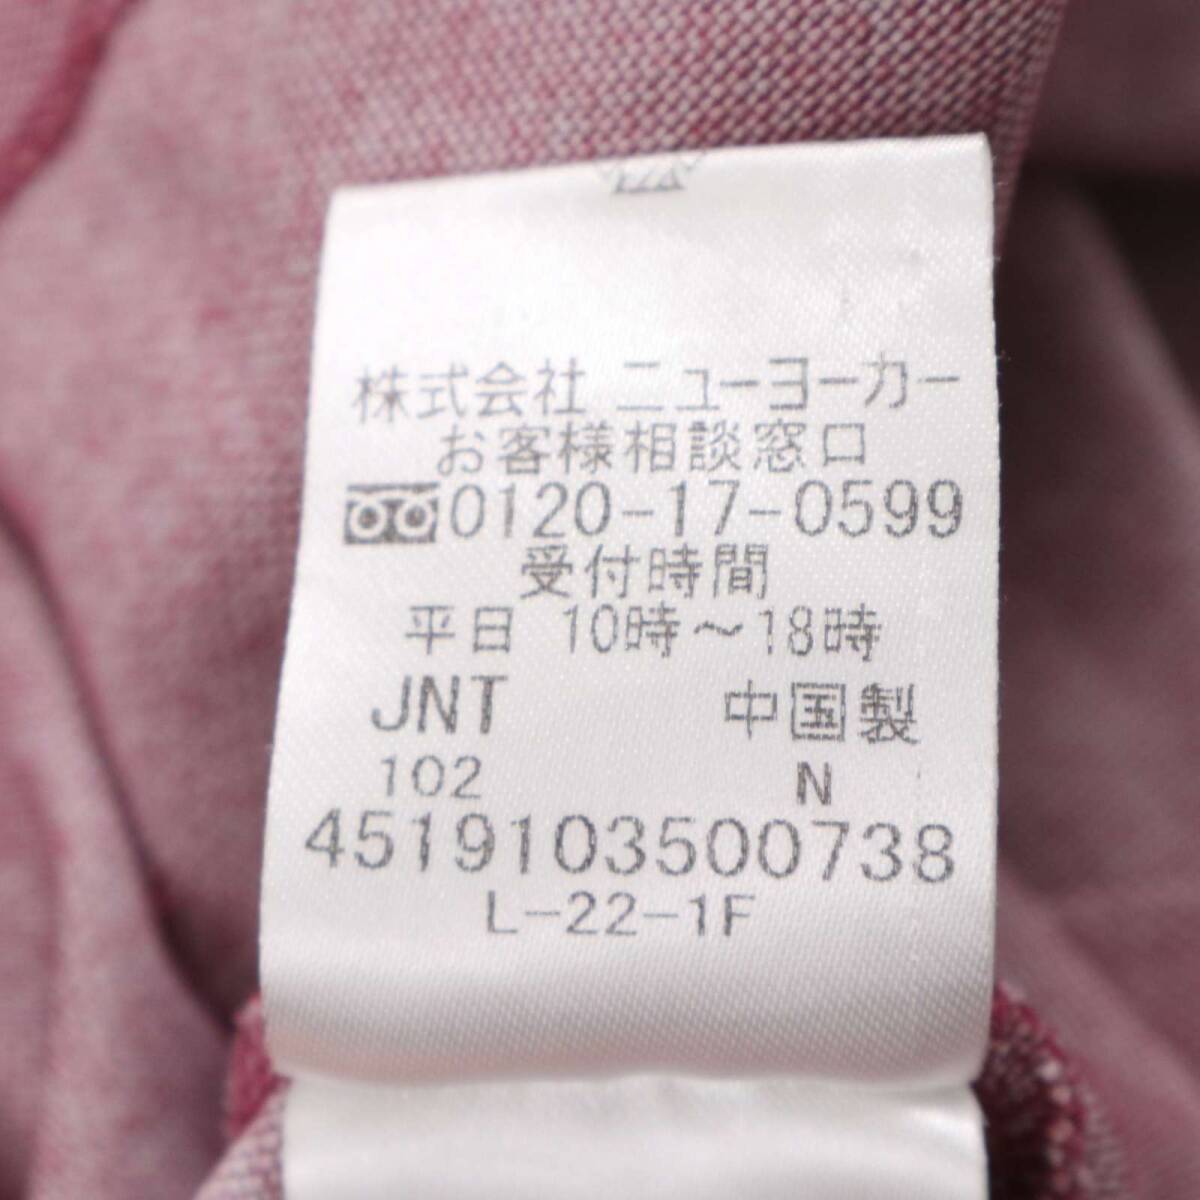 株式会社 ニューヨーカー
お客様相談窓口
0120-17-0599
受付時間
平日 10時～18時
JNT 中国製
102 N
4519103500738
L-22-1F